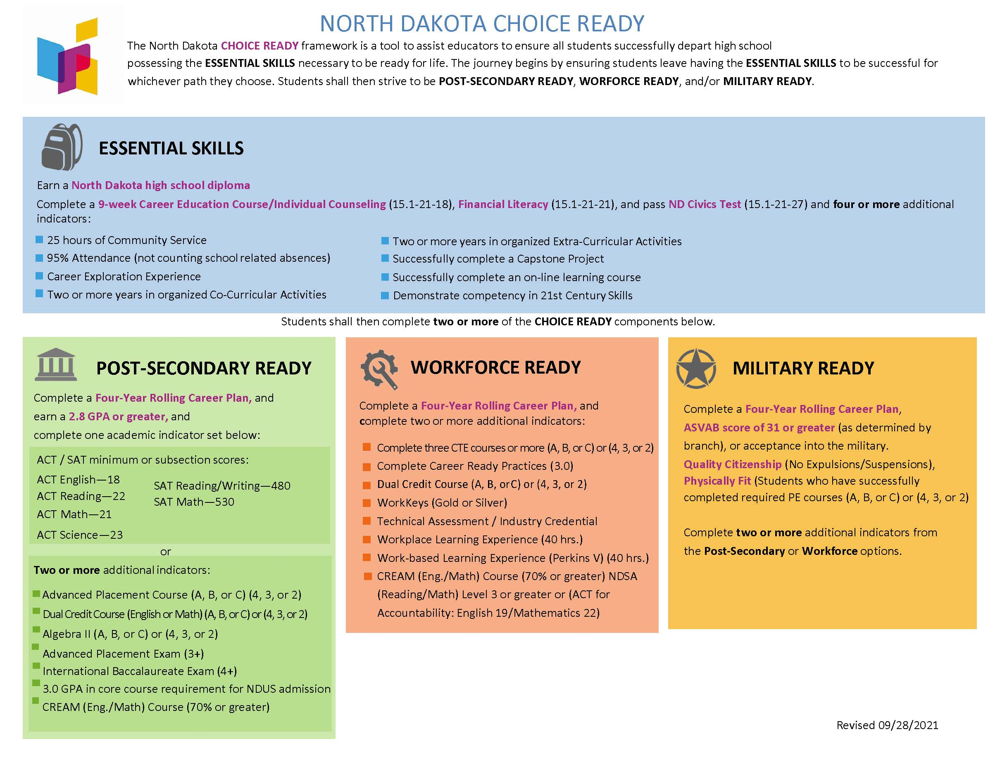 NORTH DAKOTA CHOICE READY
The North Dakota CHOICE READY framework is a tool to assist educators to ensure all students successfully depart high school
possessing the ESSENTIAL SKILLS necessary to be ready for life. The journey begins by ensuring students leave having the ESSENTIAL SKILLS to be successful for
whichever path they choose. Students shall then strive to be POST-SECONDARY READY, WORFORCE READY, and/or MILITARY READY.
ESSENTIAL SKILLS
Earn a North Dakota high school diploma
Complete a 9-week Career Education Course/Individual Counseling (15.1-21-18), Financial Literacy (15.1-21-21), and pass ND Civics Test (15.1-21-27) and four or more additional
indicators:
25 hours of Community Service
95% Attendance (not counting school related absences)
Career Exploration Experience
Two or more years in organized Co-Curricular Activities
Two or more years in organized Extra-Curricular Activities
Successfully complete a Capstone Project
Successfully complete an on-line learning course
Demonstrate competency in 21st Century Skills
Students shall then complete two or more of the CHOICE READY components below.
POST-SECONDARY READY
Complete a Four-Year Rolling Career Plan, and
earn a 2.8 GPA or greater, and
complete one academic indicator set below:
ACT / SAT minimum or subsection scores:
ACT English—18
ACT Reading—22
ACT Math—21
ACT Science—23
SAT Reading/Writing—480
SAT Math—530
or
Two or more additional indicators:
Advanced Placement Course (A, B, or C) (4, 3, or 2)
Dual Credit Course (English or Math) (A, B, or C) or (4, 3, or 2)
Algebra II (A, B, or C) or (4, 3, or 2)
Advanced Placement Exam (3+)
International Baccalaureate Exam (4+)
3.0 GPA in core course requirement for NDUS admission
CREAM (Eng./Math) Course (70% or greater)
WORKFORCE READY
Complete a Four-Year Rolling Career Plan, and
complete two or more additional indicators:
Complete three CTE courses or more (A, B, or C) or (4, 3, or 2)
Complete Career Ready Practices (3.0)
Dual Credit Course (A, B, or C) or (4, 3, or 2)
WorkKeys (Gold or Silver)
Technical Assessment / Industry Credential
Workplace Learning Experience (40 hrs.)
Work-based Learning Experience (Perkins V) (40 hrs.)
CREAM (Eng./Math) Course (70% or greater) NDSA
(Reading/Math) Level 3 or greater or (ACT for
Accountability: English 19/Mathematics 22)
MILITARY READY
Complete a Four-Year Rolling Career Plan,
ASVAB score of 31 or greater (as determined by
branch), or acceptance into the military.
Quality Citizenship (No Expulsions/Suspensions),
Physically Fit (Students who have successfully
completed required PE courses (A, B, or C) or (4, 3, or 2)
Complete two or more additional indicators from
the Post-Secondary or Workforce options.
Revised 09/28/2021